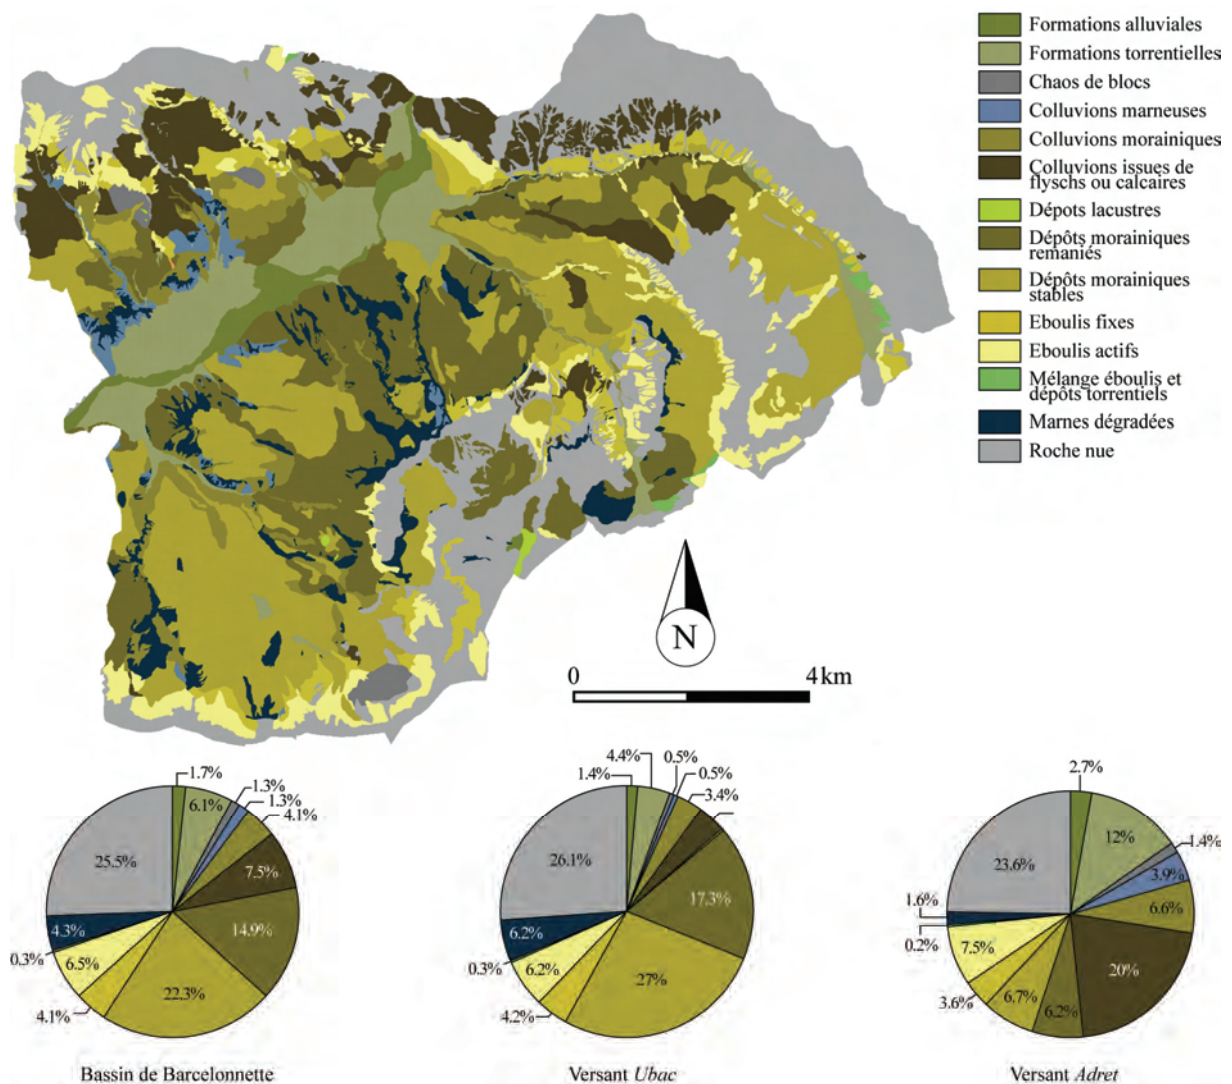 Formations alluviales
Formations torrentielles
Chaos de blocs
Colluvions marneuses
Colluvions morainiques
Colluvions issues de
flyschs ou calcaires
Dépots lacustres
Dépôts morainiques
remaniés
Dépôts morainiques
stables
Eboulis fixes
Eboulis actifs
Mélange éboulis et
dépôts torrentiels
Marnes dégradées
Roche nue
N
0 4 km
1.7%
6.1%
1.3%
1.3%
4.1%
7.5%
14.9%
22.3%
4.1%
6.5%
0.3%
4.3%
25.5%
Bassin de Barcelonnette
1.4%
4.4%
0.5%
0.5%
3.4%
17.3%
27%
4.2%
6.2%
0.3%
6.2%
26.1%
Versant Ubac
2.7%
12%
1.4%
3.9%
6.6%
20%
6.2%
6.7%
3.6%
7.5%
0.2%
1.6%
23.6%
Versant Adret